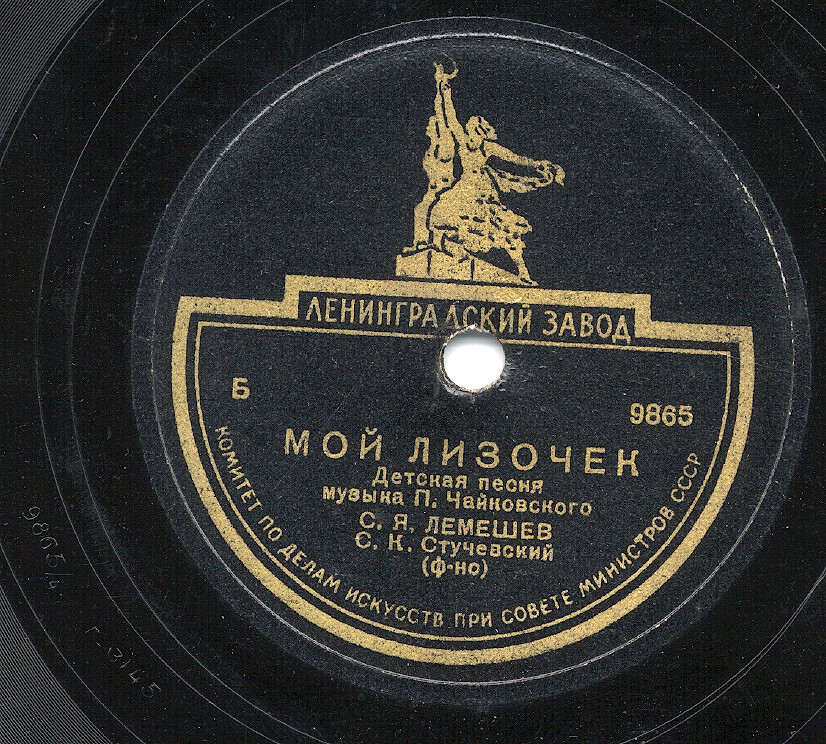 ЛЕНИНГРАДСКИЙ ЗАВОД
Б
9865
МОЙ ЛИЗОЧЕК
Детская песня
музыка П. Чайковского
С. Я. ЛЕМЕШЕВ
С. К. Стучевский
(ф-но)
КОМИТЕТ ПО ДЕЛАМ ИСКУССТВ ПРИ СОВЕТЕ МИНИСТРОВ СССР
Г-3145